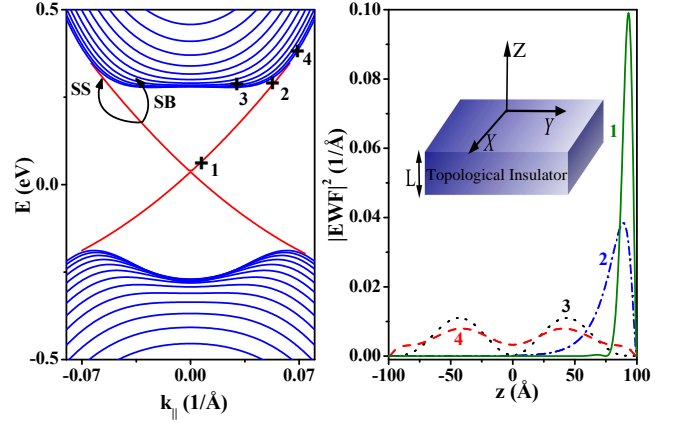 0.5
0.0
-0.5
E (eV)
-0.07
0.00
0.07
k|| (1/Å)
SS
SB
1
2
3
4
0.10
0.08
0.06
0.04
0.02
0.00
|EWF|² (1/Å)
-100
-50
0
50
100
z (Å)
Z
Y
X
L
Topological Insulator
1
2
3
4